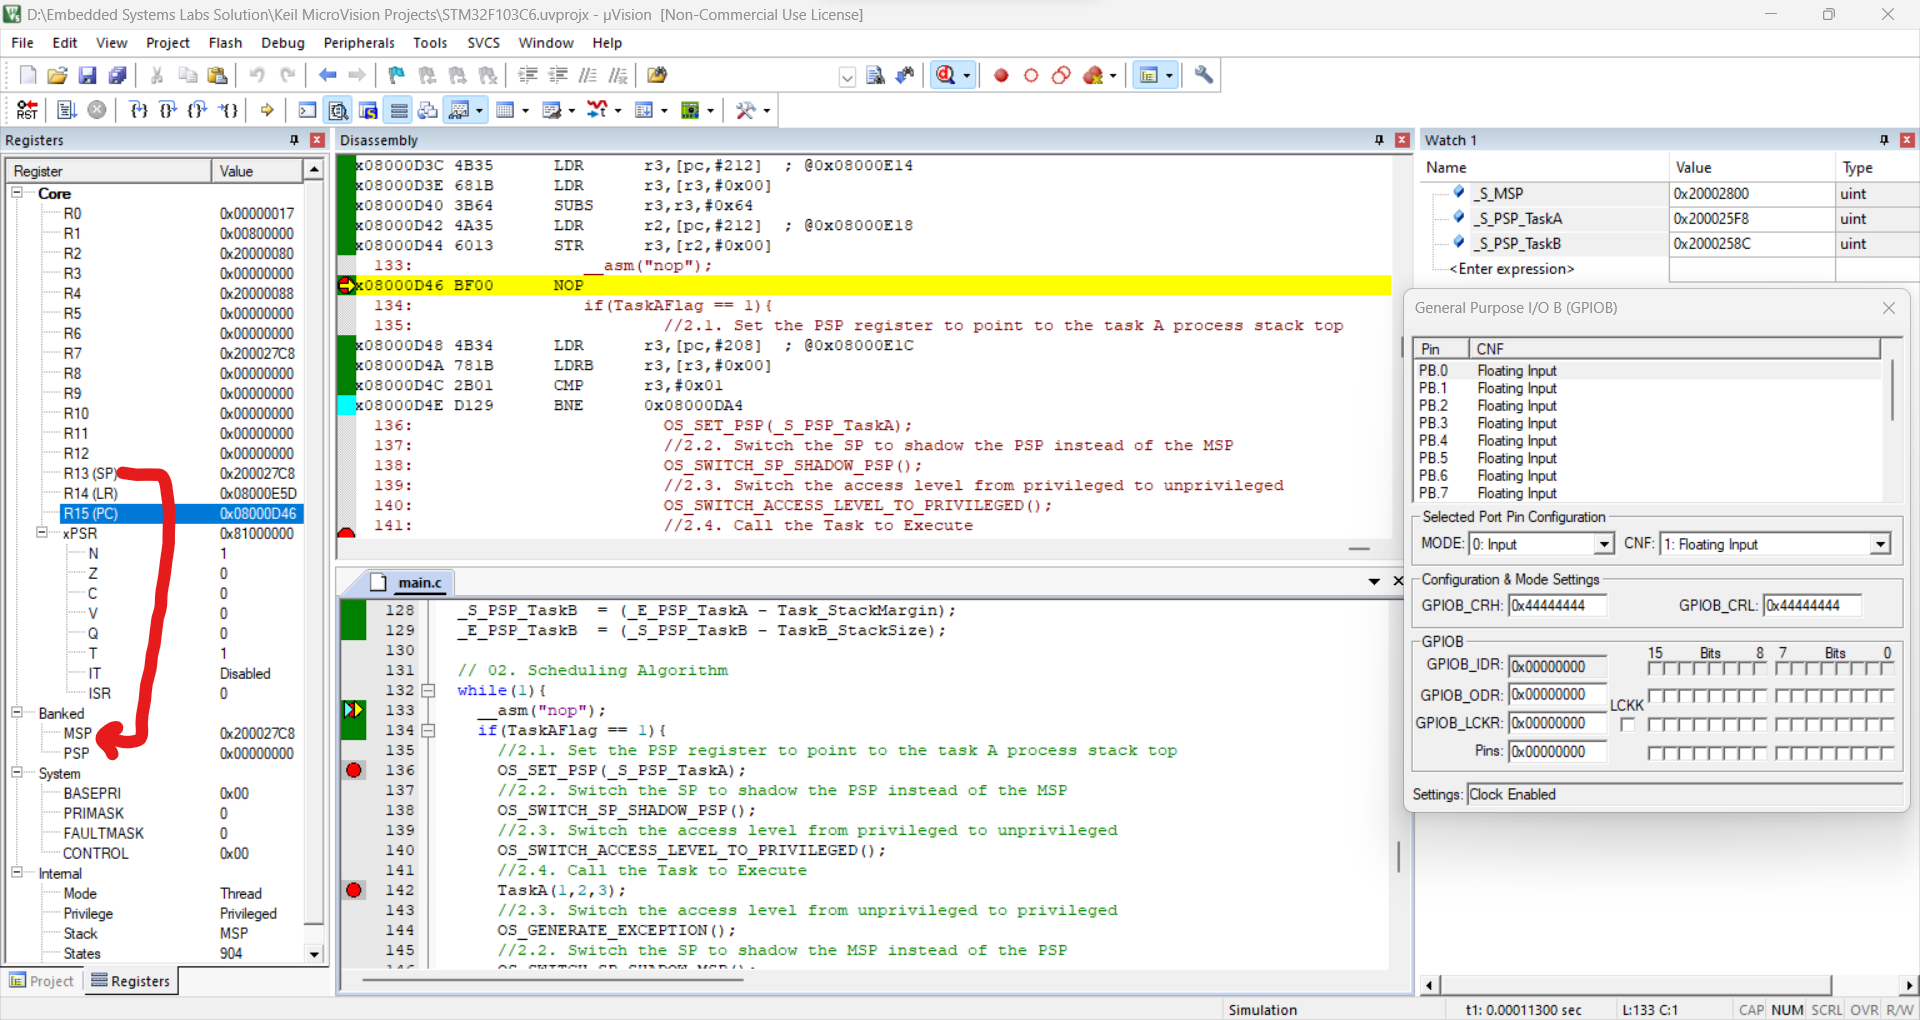 D:\Embedded Systems Labs Solution\Keil MicroVision Projects\STM32F103C6.uvprojx - µVision  [Non-Commercial Use License]
File Edit View Project Flash Debug Peripherals Tools SVCS Window Help
Registers
Register Value
Core
R0 0x00000017
R1 0x00800000
R2 0x20000080
R3 0x00000000
R4 0x20000088
R5 0x00000000
R6 0x00000000
R7 0x200027C8
R8 0x00000000
R9 0x00000000
R10 0x00000000
R11 0x00000000
R12 0x00000000
R13 (SP) 0x200027C8
R14 (LR) 0x08000E5D
R15 (PC) 0x08000D46
xPSR 0x81000000
N 1
Z 0
C 0
V 0
Q 0
T 1
IT Disabled
ISR 0
Banked
MSP 0x200027C8
PSP 0x00000000
System
BASEPRI 0x00
PRIMASK 0
FAULTMASK 0
CONTROL 0x00
Internal
Mode Thread
Privilege Privileged
Stack MSP
States 904
Project Registers
Disassembly
x08000D3C 4B35 LDR r3,[pc,#212] ; @0x08000E14
x08000D3E 681B LDR r3,[r3,#0x00]
x08000D40 3B64 SUBS r3,r3,#0x64
x08000D42 4A35 LDR r2,[pc,#212] ; @0x08000E18
x08000D44 6013 STR r3,[r2,#0x00]
133: __asm("nop");
x08000D46 BF00 NOP
134: if(TaskAFlag == 1){
135: //2.1. Set the PSP register to point to the task A process stack top
x08000D48 4B34 LDR r3,[pc,#208] ; @0x08000E1C
x08000D4A 781B LDRB r3,[r3,#0x00]
x08000D4C 2B01 CMP r3,#0x01
x08000D4E D129 BNE 0x08000DA4
136: OS_SET_PSP(_S_PSP_TaskA);
137: //2.2. Switch the SP to shadow the PSP instead of the MSP
138: OS_SWITCH_SP_SHADOW_PSP();
139: //2.3. Switch the access level from privileged to unprivileged
140: OS_SWITCH_ACCESS_LEVEL_TO_PRIVILEGED();
141: //2.4. Call the Task to Execute
main.c
128 _S_PSP_TaskB  = (_E_PSP_TaskA - Task_StackMargin);
129 _E_PSP_TaskB  = (_S_PSP_TaskB - TaskB_StackSize);
130
131 // 02. Scheduling Algorithm
132 while(1){
133 __asm("nop");
134 if(TaskAFlag == 1){
135 //2.1. Set the PSP register to point to the task A process stack top
136 OS_SET_PSP(_S_PSP_TaskA);
137 //2.2. Switch the SP to shadow the PSP instead of the MSP
138 OS_SWITCH_SP_SHADOW_PSP();
139 //2.3. Switch the access level from privileged to unprivileged
140 OS_SWITCH_ACCESS_LEVEL_TO_PRIVILEGED();
141 //2.4. Call the Task to Execute
142 TaskA(1,2,3);
143 //2.3. Switch the access level from unprivileged to privileged
144 OS_GENERATE_EXCEPTION();
145 //2.2. Switch the SP to shadow the MSP instead of the PSP
Watch 1
Name Value Type
_S_MSP 0x20002800 uint
_S_PSP_TaskA 0x200025F8 uint
_S_PSP_TaskB 0x2000258C uint
<Enter expression>
General Purpose I/O B (GPIOB)
Pin CNF
PB.0 Floating Input
PB.1 Floating Input
PB.2 Floating Input
PB.3 Floating Input
PB.4 Floating Input
PB.5 Floating Input
PB.6 Floating Input
PB.7 Floating Input
Selected Port Pin Configuration
MODE: 0: Input CNF: 1: Floating Input
Configuration & Mode Settings
GPIOB_CRH: 0x44444444 GPIOB_CRL: 0x44444444
GPIOB
15 Bits 8 7 Bits 0
GPIOB_IDR: 0x00000000
GPIOB_ODR: 0x00000000
LCKK
GPIOB_LCKR: 0x00000000
Pins: 0x00000000
Settings: Clock Enabled
Simulation t1: 0.00011300 sec L:133 C:1 CAP NUM SCRL OVR R/W